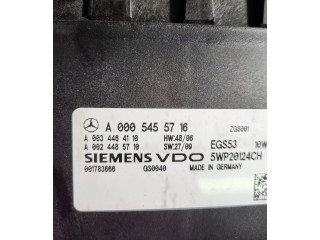 A 000 545 57 16 ZGS001
A 003 446 41 10 HW:48/06 EGS53
A 002 448 57 10 SW:27/09
SIEMENS VDO 5WP20124CH
001783666 GS0040 MADE IN GERMANY